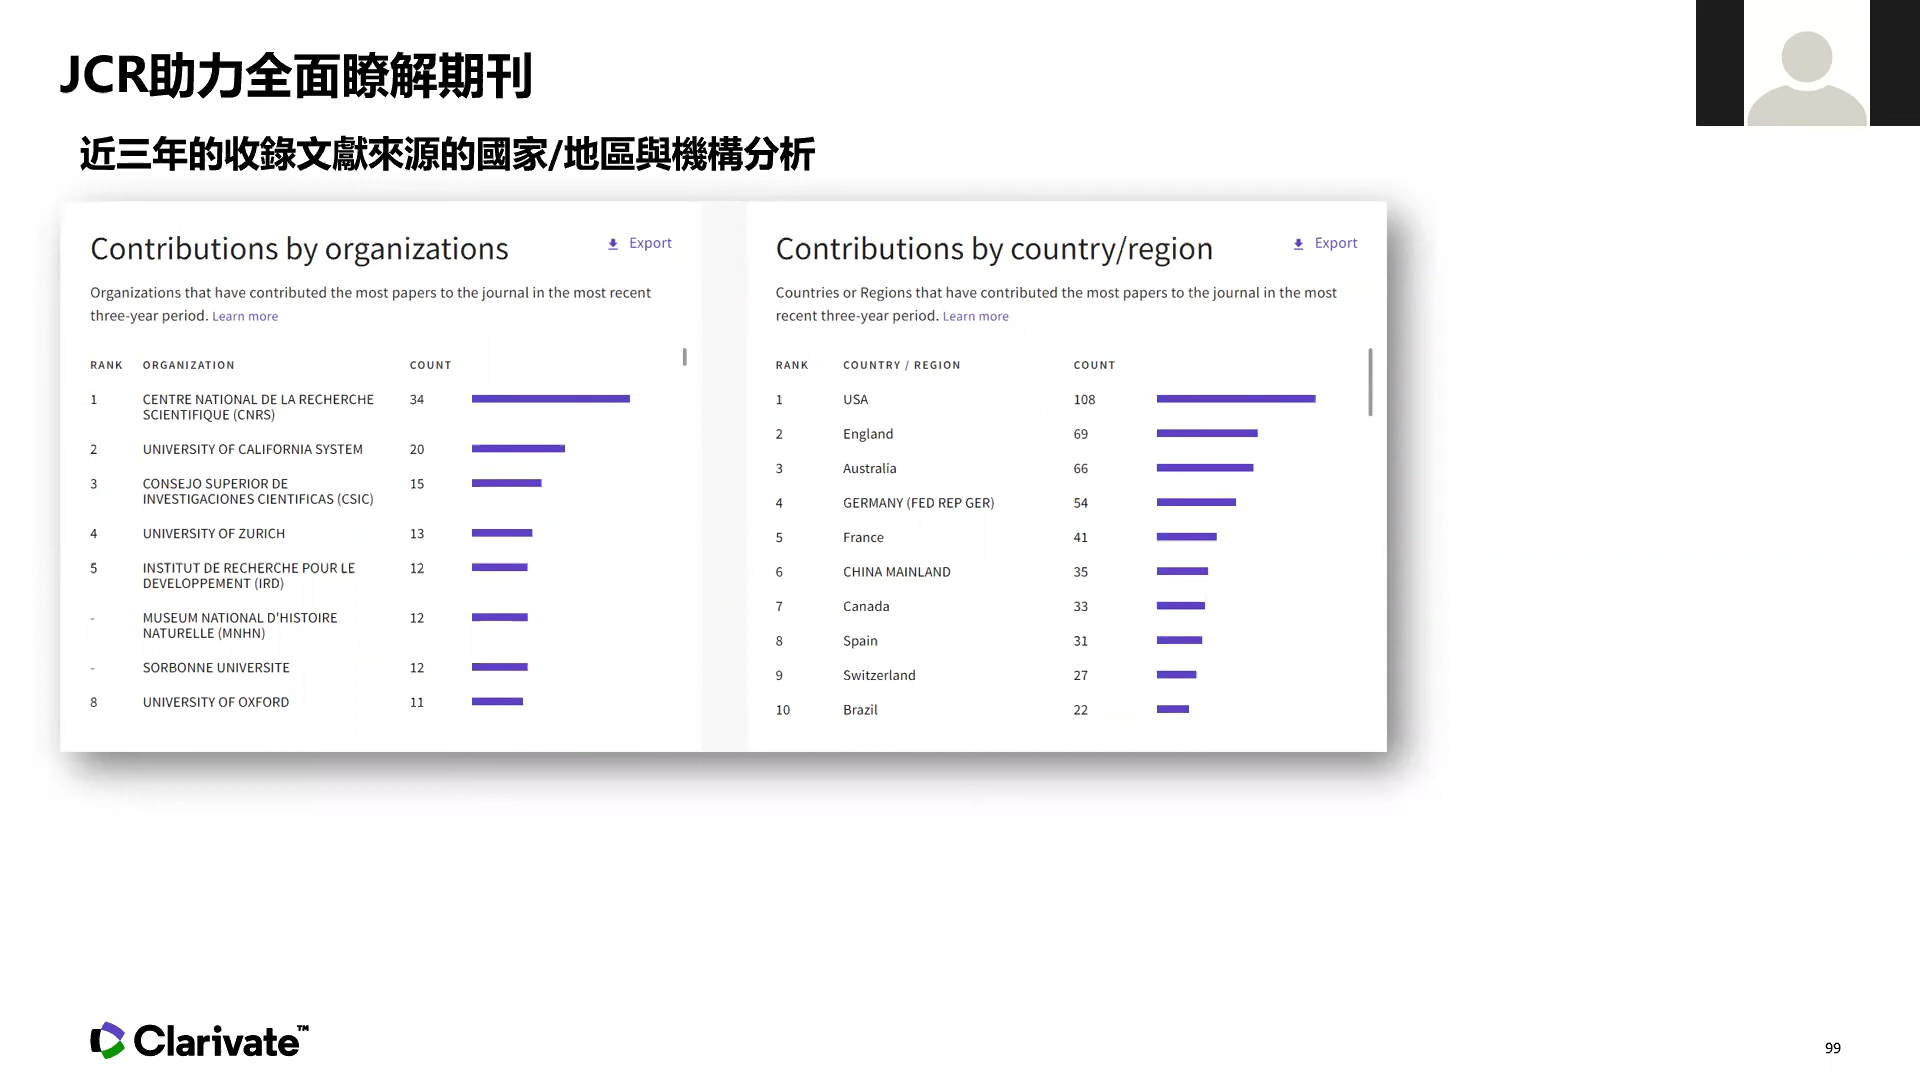 JCR助力全面瞭解期刊
近三年的收錄文獻來源的國家/地區與機構分析
Contributions by organizations
Export
Organizations that have contributed the most papers to the journal in the most recent
three-year period. Learn more
RANK ORGANIZATION COUNT
1 CENTRE NATIONAL DE LA RECHERCHE 34
SCIENTIFIQUE (CNRS)
2 UNIVERSITY OF CALIFORNIA SYSTEM 20
3 CONSEJO SUPERIOR DE 15
INVESTIGACIONES CIENTIFICAS (CSIC)
4 UNIVERSITY OF ZURICH 13
5 INSTITUT DE RECHERCHE POUR LE 12
DEVELOPPEMENT (IRD)
- MUSEUM NATIONAL D'HISTOIRE 12
NATURELLE (MNHN)
- SORBONNE UNIVERSITE 12
8 UNIVERSITY OF OXFORD 11
Contributions by country/region
Export
Countries or Regions that have contributed the most papers to the journal in the most
recent three-year period. Learn more
RANK COUNTRY / REGION COUNT
1 USA 108
2 England 69
3 Australia 66
4 GERMANY (FED REP GER) 54
5 France 41
6 CHINA MAINLAND 35
7 Canada 33
8 Spain 31
9 Switzerland 27
10 Brazil 22
Clarivate™
99